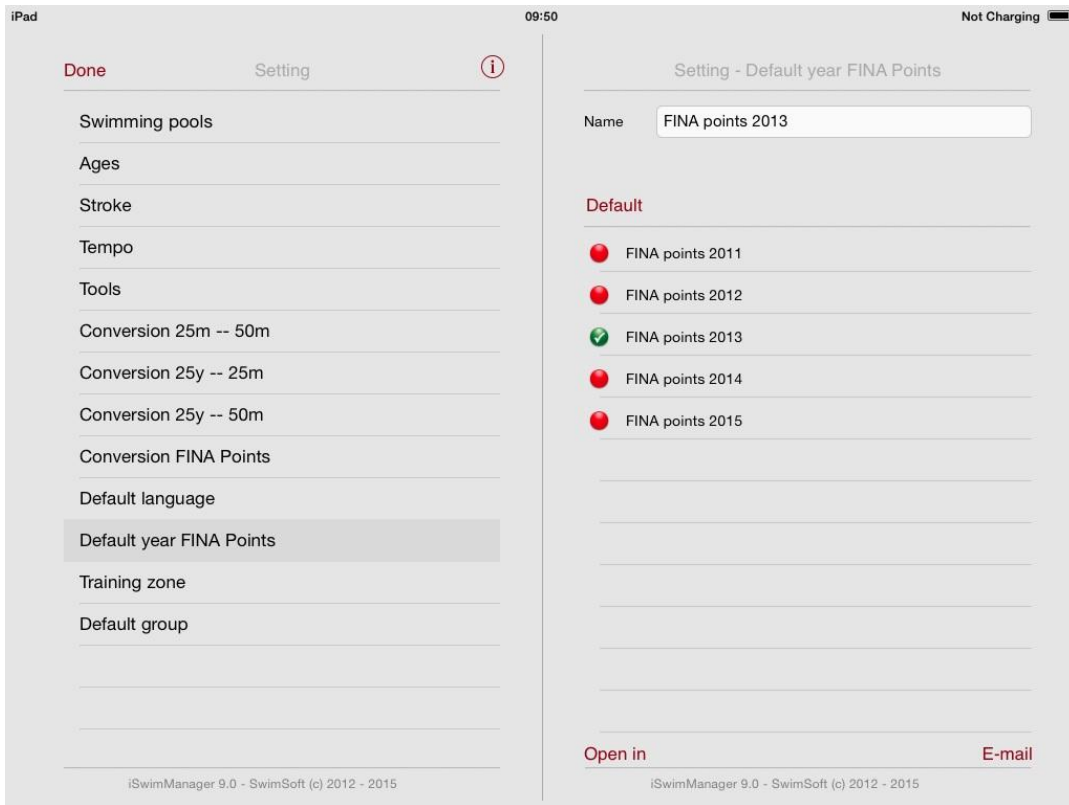 iPad 09:50 Not Charging
Done Setting i
Swimming pools
Ages
Stroke
Tempo
Tools
Conversion 25m -- 50m
Conversion 25y -- 25m
Conversion 25y -- 50m
Conversion FINA Points
Default language
Default year FINA Points
Training zone
Default group
iSwimManager 9.0 - SwimSoft (c) 2012 - 2015
Setting - Default year FINA Points
Name FINA points 2013
Default
FINA points 2011
FINA points 2012
FINA points 2013
FINA points 2014
FINA points 2015
Open in E-mail
iSwimManager 9.0 - SwimSoft (c) 2012 - 2015